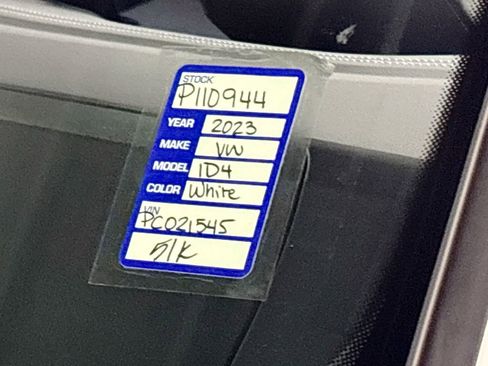 STOCK
P110944
YEAR 2023
MAKE VW
MODEL ID4
COLOR White
VIN
PC021545
51K